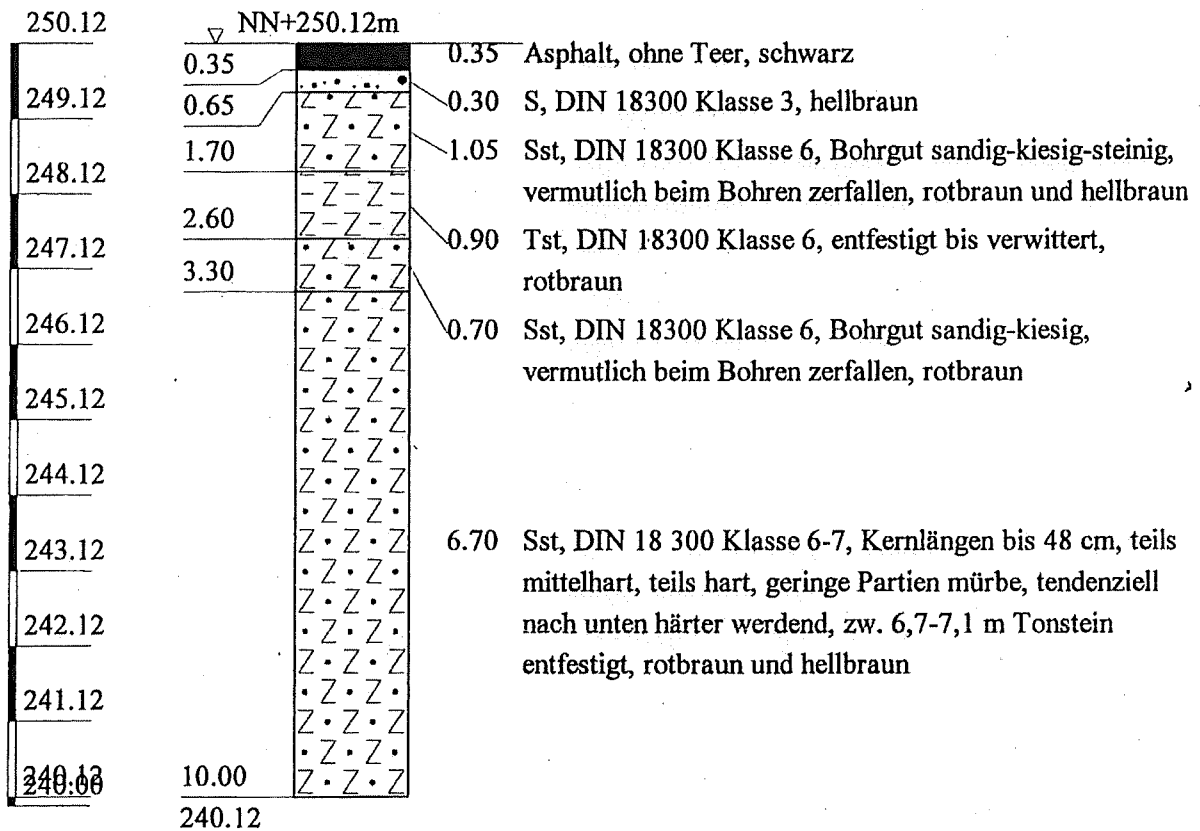 250.12
NN+250.12m
0.35
0.35 Asphalt, ohne Teer, schwarz
249.12
0.65
0.30 S, DIN 18300 Klasse 3, hellbraun
1.70
1.05 Sst, DIN 18300 Klasse 6, Bohrgut sandig-kiesig-steinig,
vermutlich beim Bohren zerfallen, rotbraun und hellbraun
248.12
2.60
0.90 Tst, DIN 18300 Klasse 6, entfestigt bis verwittert,
rotbraun
247.12
3.30
246.12
0.70 Sst, DIN 18300 Klasse 6, Bohrgut sandig-kiesig,
vermutlich beim Bohren zerfallen, rotbraun
245.12
244.12
243.12
6.70 Sst, DIN 18 300 Klasse 6-7, Kernlängen bis 48 cm, teils
mittelhart, teils hart, geringe Partien mürbe, tendenziell
nach unten härter werdend, zw. 6,7-7,1 m Tonstein
entfestigt, rotbraun und hellbraun
242.12
241.12
240.12
240.00
10.00
240.12